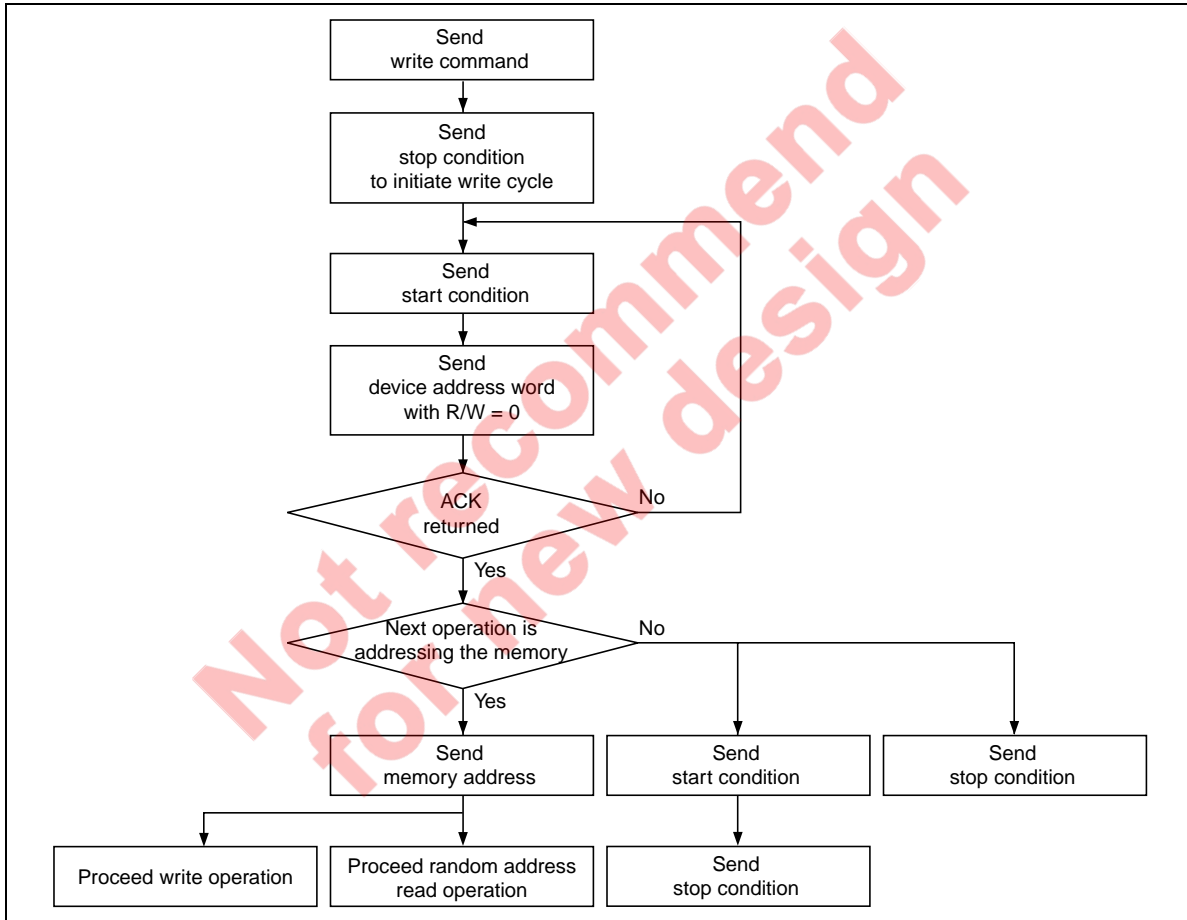 Send
write command
Send
stop condition
to initiate write cycle
Send
start condition
Send
device address word
with R/W = 0
ACK
returned
No
Yes
Next operation is
addressing the memory
No
Yes
Send
memory address
Send
start condition
Send
stop condition
Proceed write operation
Proceed random address
read operation
Send
stop condition
Not recommend
for new design